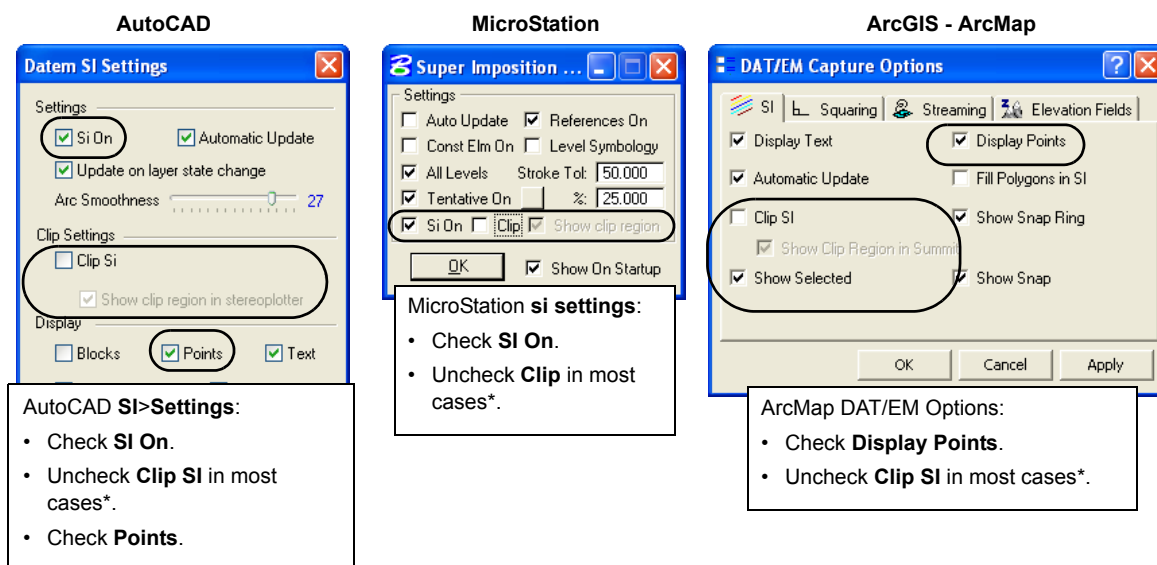 AutoCAD
Datem SI Settings
Settings
Si On
Automatic Update
Update on layer state change
Arc Smoothness 27
Clip Settings
Clip Si
Show clip region in stereoplotter
Display
Blocks
Points
Text
AutoCAD SI>Settings:
• Check SI On.
• Uncheck Clip SI in most
cases*.
• Check Points.
MicroStation
Super Imposition ...
Settings
Auto Update
References On
Const Elm On
Level Symbology
All Levels
Stroke Tol: 50.000
Tentative On
%: 25.000
Si On
Clip
Show clip region
OK
Show On Startup
MicroStation si settings:
• Check SI On.
• Uncheck Clip in most
cases*.
ArcGIS - ArcMap
DAT/EM Capture Options
SI
Squaring
Streaming
Elevation Fields
Display Text
Display Points
Automatic Update
Fill Polygons in SI
Clip SI
Show Snap Ring
Show Clip Region in Summit
Show Selected
Show Snap
OK
Cancel
Apply
ArcMap DAT/EM Options:
• Check Display Points.
• Uncheck Clip SI in most cases*.